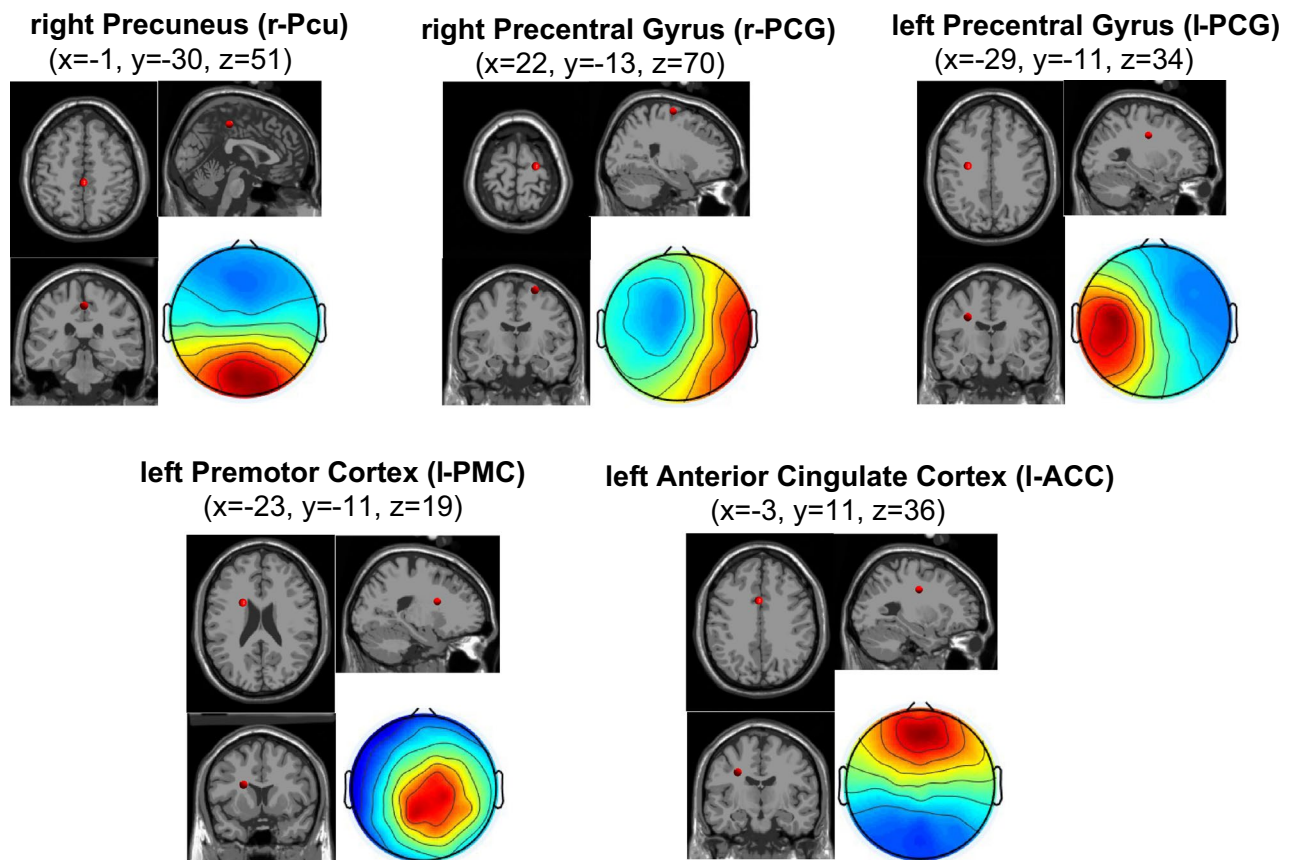 right Precuneus (r-Pcu)
(x=-1, y=-30, z=51)
right Precentral Gyrus (r-PCG)
(x=22, y=-13, z=70)
left Precentral Gyrus (l-PCG)
(x=-29, y=-11, z=34)
left Premotor Cortex (l-PMC)
(x=-23, y=-11, z=19)
left Anterior Cingulate Cortex (l-ACC)
(x=-3, y=11, z=36)